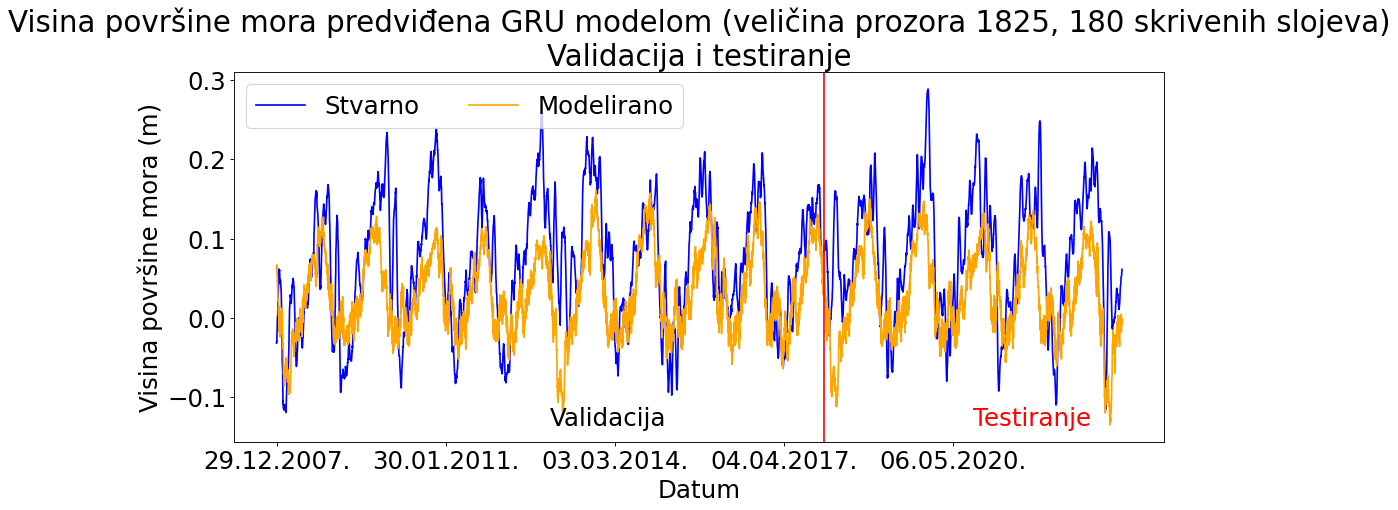 Visina površine mora predviđena GRU modelom (veličina prozora 1825, 180 skrivenih slojeva)
Validacija i testiranje
Stvarno
Modelirano
Visina površine mora (m)
0.3
0.2
0.1
0.0
−0.1
Validacija
Testiranje
29.12.2007.
30.01.2011.
03.03.2014.
04.04.2017.
06.05.2020.
Datum